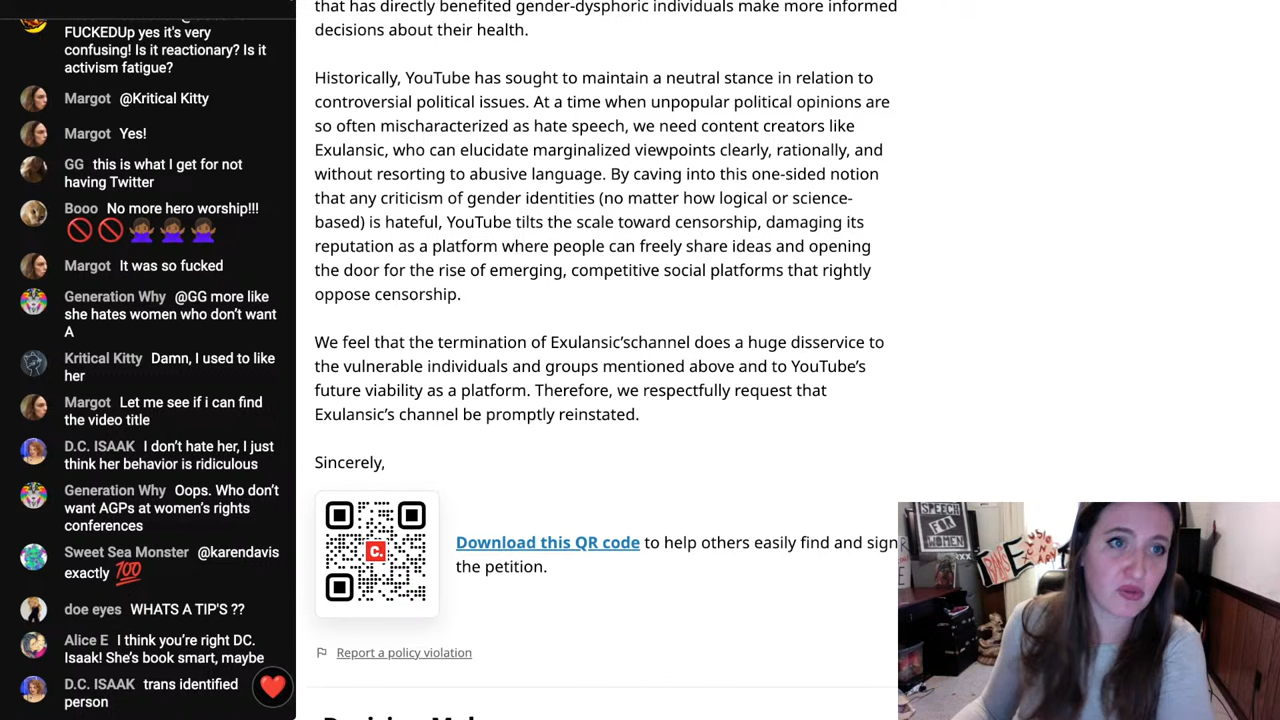 FUCKEDUp yes it's very
confusing! Is it reactionary? Is it
activism fatigue?
Margot @Kritical Kitty
Margot Yes!
GG this is what I get for not
having Twitter
Booo No more hero worship!!!
🚫🚫🙅🏾‍♀️🙅🏾‍♀️🙅🏾‍♀️
Margot It was so fucked
Generation Why @GG more like
she hates women who don't want
A
Kritical Kitty Damn, I used to like
her
Margot Let me see if i can find
the video title
D.C. ISAAK I don't hate her, I just
think her behavior is ridiculous
Generation Why Oops. Who don't
want AGPs at women's rights
conferences
Sweet Sea Monster @karendavis
exactly 💯
doe eyes WHATS A TIP'S ??
Alice E I think you're right DC.
Isaak! She's book smart, maybe
D.C. ISAAK trans identified
person
that has directly benefited gender-dysphoric individuals make more informed
decisions about their health.
Historically, YouTube has sought to maintain a neutral stance in relation to
controversial political issues. At a time when unpopular political opinions are
so often mischaracterized as hate speech, we need content creators like
Exulansic, who can elucidate marginalized viewpoints clearly, rationally, and
without resorting to abusive language. By caving into this one-sided notion
that any criticism of gender identities (no matter how logical or science-
based) is hateful, YouTube tilts the scale toward censorship, damaging its
reputation as a platform where people can freely share ideas and opening
the door for the rise of emerging, competitive social platforms that rightly
oppose censorship.
We feel that the termination of Exulansic'schannel does a huge disservice to
the vulnerable individuals and groups mentioned above and to YouTube's
future viability as a platform. Therefore, we respectfully request that
Exulansic's channel be promptly reinstated.
Sincerely,
C.
Download this QR code to help others easily find and sign
the petition.
Report a policy violation
SPEECH
FOR
WOMEN